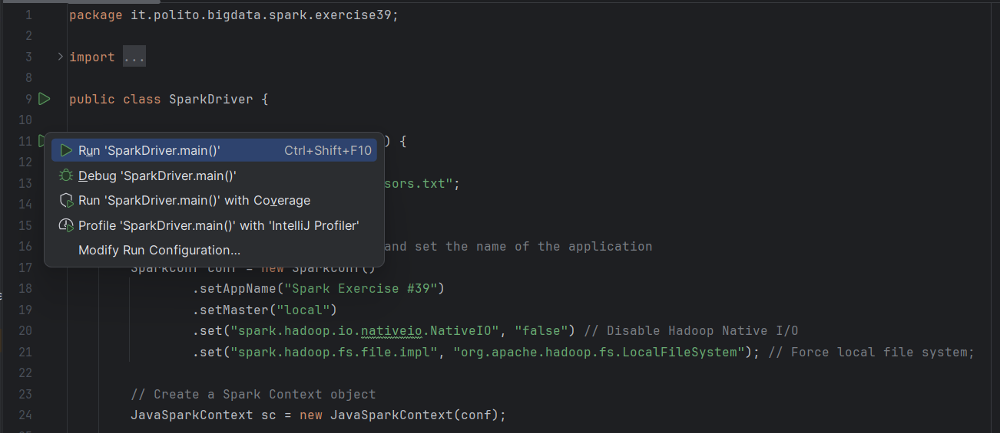 1 package it.polito.bigdata.spark.exercise39;
2
3 import ...
8
9 public class SparkDriver {
10
11 ) {
Run 'SparkDriver.main()' Ctrl+Shift+F10
12
Debug 'SparkDriver.main()'
13 sors.txt";
14
Run 'SparkDriver.main()' with Coverage
15
Profile 'SparkDriver.main()' with 'IntelliJ Profiler'
16 and set the name of the application
Modify Run Configuration...
17 SparkConf conf = new SparkConf()
18 .setAppName("Spark Exercise #39")
19 .setMaster("local")
20 .set("spark.hadoop.io.nativeio.NativeIO", "false") // Disable Hadoop Native I/O
21 .set("spark.hadoop.fs.file.impl", "org.apache.hadoop.fs.LocalFileSystem"); // Force local file system;
22
23 // Create a Spark Context object
24 JavaSparkContext sc = new JavaSparkContext(conf);